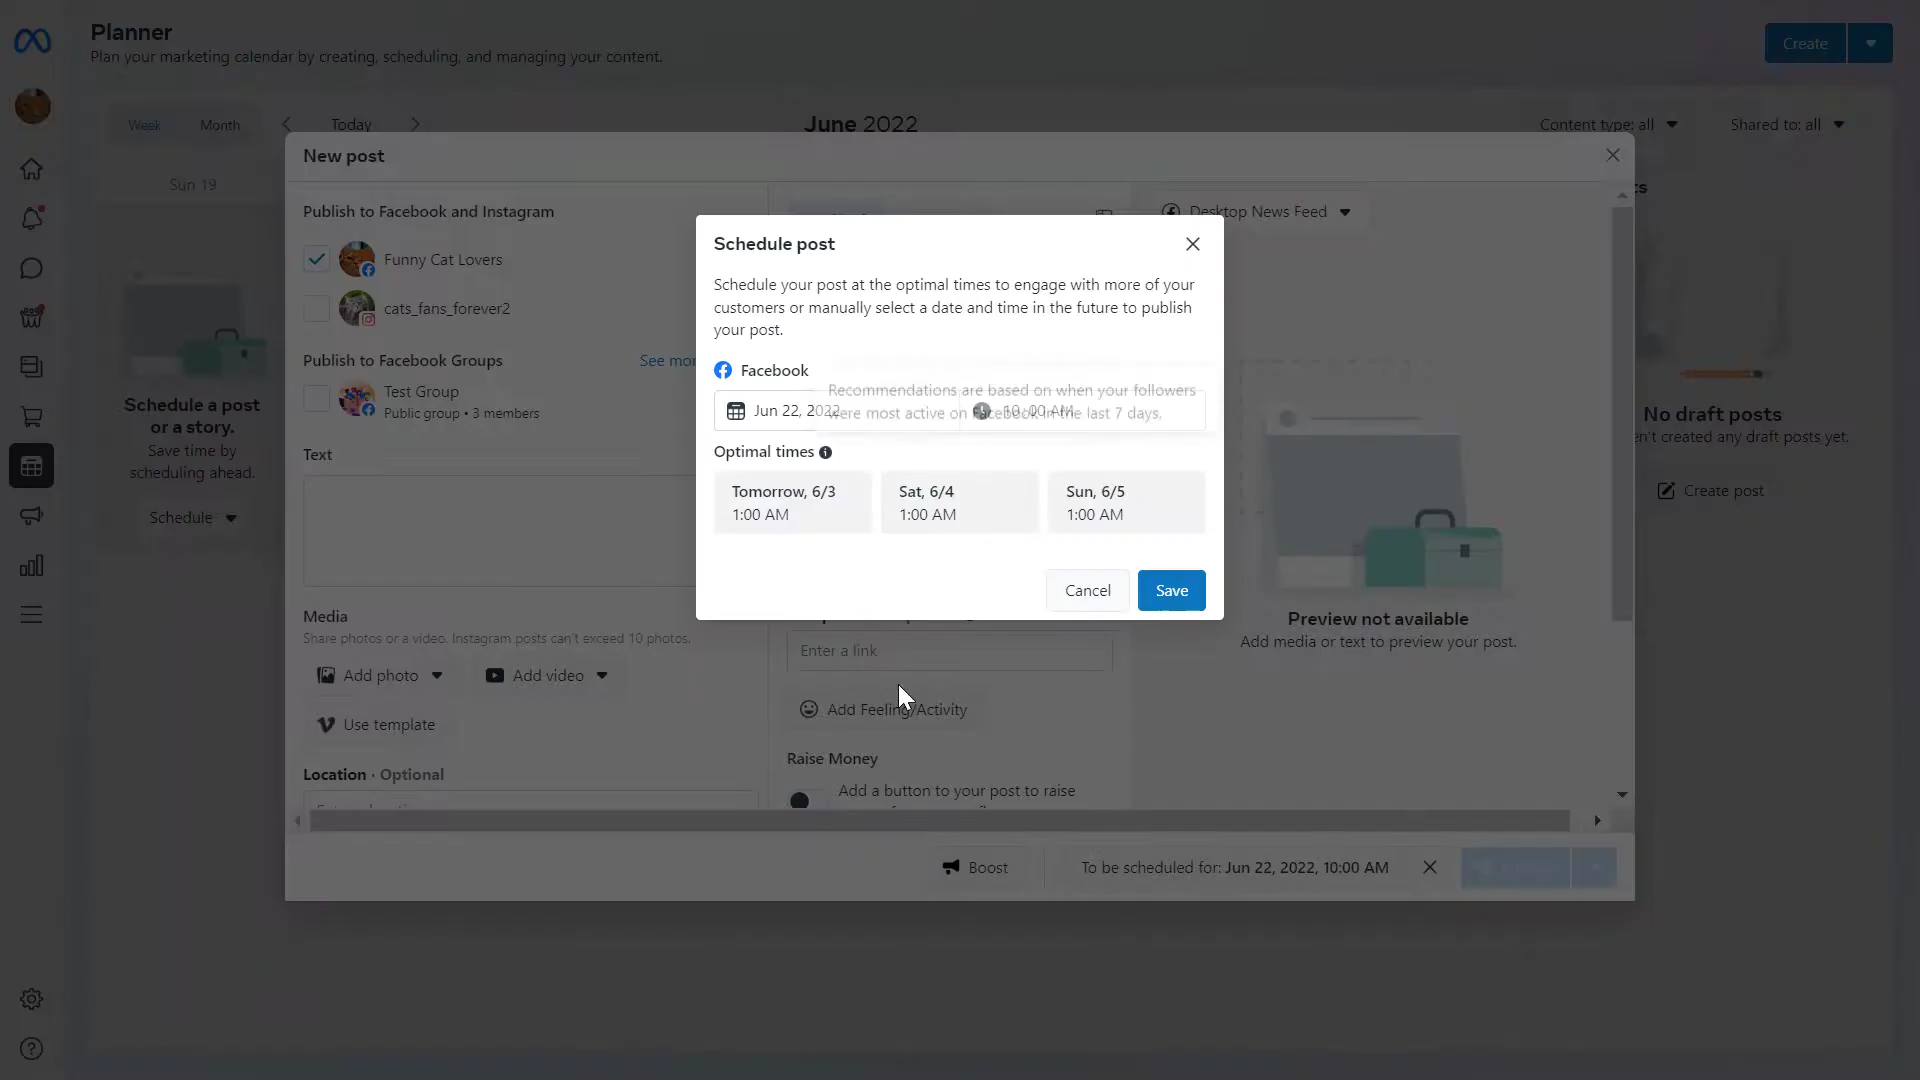 Planner
Plan your marketing calendar by creating, scheduling, and managing your content.
Create
Week
Month
Today
June 2022
Content type: all
Shared to: all
Sun 19
Schedule a post
or a story.
Save time by
scheduling ahead.
Schedule
New post
Publish to Facebook and Instagram
Funny Cat Lovers
cats_fans_forever2
Publish to Facebook Groups
See mor
Test Group
Public group • 3 members
Text
Media
Share photos or a video. Instagram posts can't exceed 10 photos.
Add photo
Add video
Use template
Location · Optional
Desktop News Feed
Schedule post
Schedule your post at the optimal times to engage with more of your
customers or manually select a date and time in the future to publish
your post.
Facebook
Recommendations are based on when your followers
were most active on Facebook in the last 7 days.
Jun 22, 2022
10:00 AM
Optimal times
Tomorrow, 6/3
1:00 AM
Sat, 6/4
1:00 AM
Sun, 6/5
1:00 AM
Cancel
Save
Enter a link
Add Feeling/Activity
Raise Money
Add a button to your post to raise
Preview not available
Add media or text to preview your post.
Boost
To be scheduled for: Jun 22, 2022, 10:00 AM
ts
No draft posts
en't created any draft posts yet.
Create post